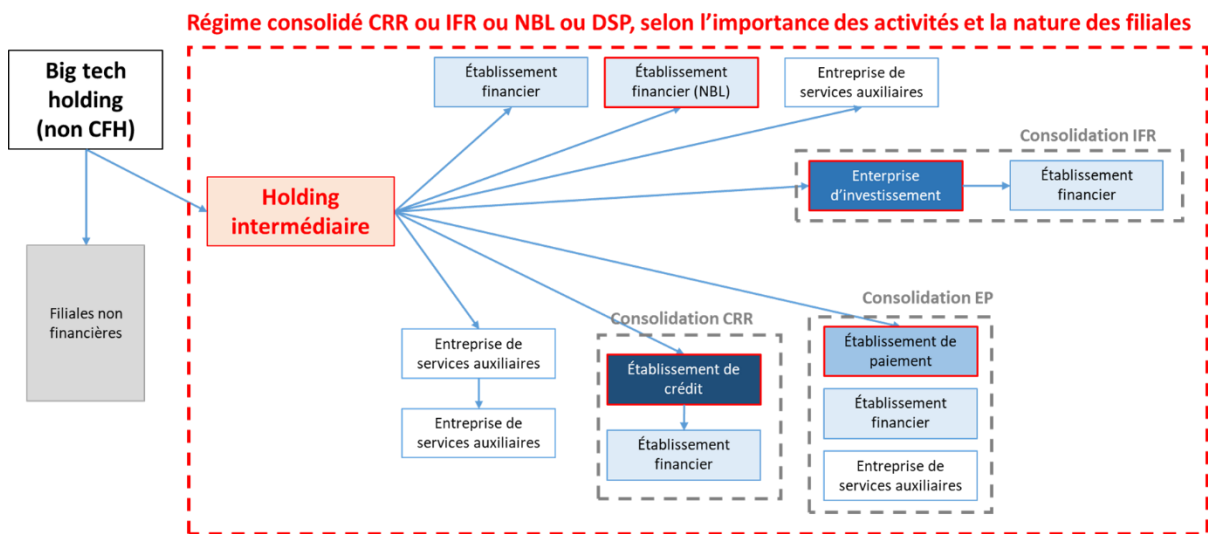 Régime consolidé CRR ou IFR ou NBL ou DSP, selon l’importance des activités et la nature des filiales
Big tech
holding
(non CFH)
Filiales non
financières
Holding
intermédiaire
Établissement
financier
Établissement
financier (NBL)
Entreprise de
services auxiliaires
Consolidation IFR
Enterprise
d’investissement
Établissement
financier
Entreprise de
services auxiliaires
Entreprise de
services auxiliaires
Consolidation CRR
Établissement de
crédit
Établissement
financier
Consolidation EP
Établissement de
paiement
Établissement
financier
Entreprise de
services auxiliaires